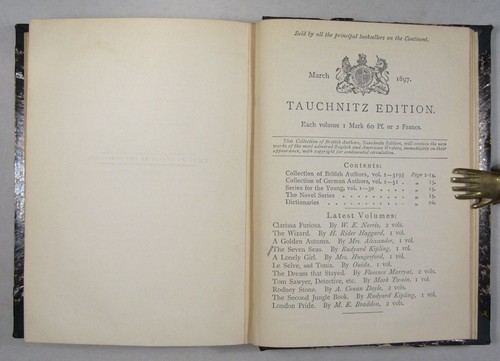 Sold by all the principal booksellers on the Continent.
March 1897.
TAUCHNITZ EDITION.
Each volume 1 Mark 60 Pf. or 2 Francs.
This Collection of British Authors, Tauchnitz Edition, will contain the new
works of the most admired English and American Writers, immediately on their
appearance, with copyright for continental circulation.
Contents:
Collection of British Authors, vol. 1—3195 Page 2-14.
Collection of German Authors, vol. 1—51 „ 15.
Series for the Young, vol. 1—30 „ 15.
The Novel Series „ 15.
Dictionaries „ 16.
Latest Volumes:
Clarissa Furiosa. By W. E. Norris, 2 vols.
The Wizard. By H. Rider Haggard, 1 vol.
A Golden Autumn. By Mrs. Alexander, 1 vol.
The Seven Seas. By Rudyard Kipling, 1 vol.
A Lonely Girl. By Mrs. Hungerford, 1 vol.
Le Selve, and Tonia. By Ouida, 1 vol.
The Dream that Stayed. By Florence Marryat, 2 vols.
Tom Sawyer, Detective, etc. By Mark Twain, 1 vol.
Rodney Stone. By A. Conan Doyle, 2 vols.
The Second Jungle Book. By Rudyard Kipling, 1 vol.
London Pride. By M. E. Braddon, 2 vols.